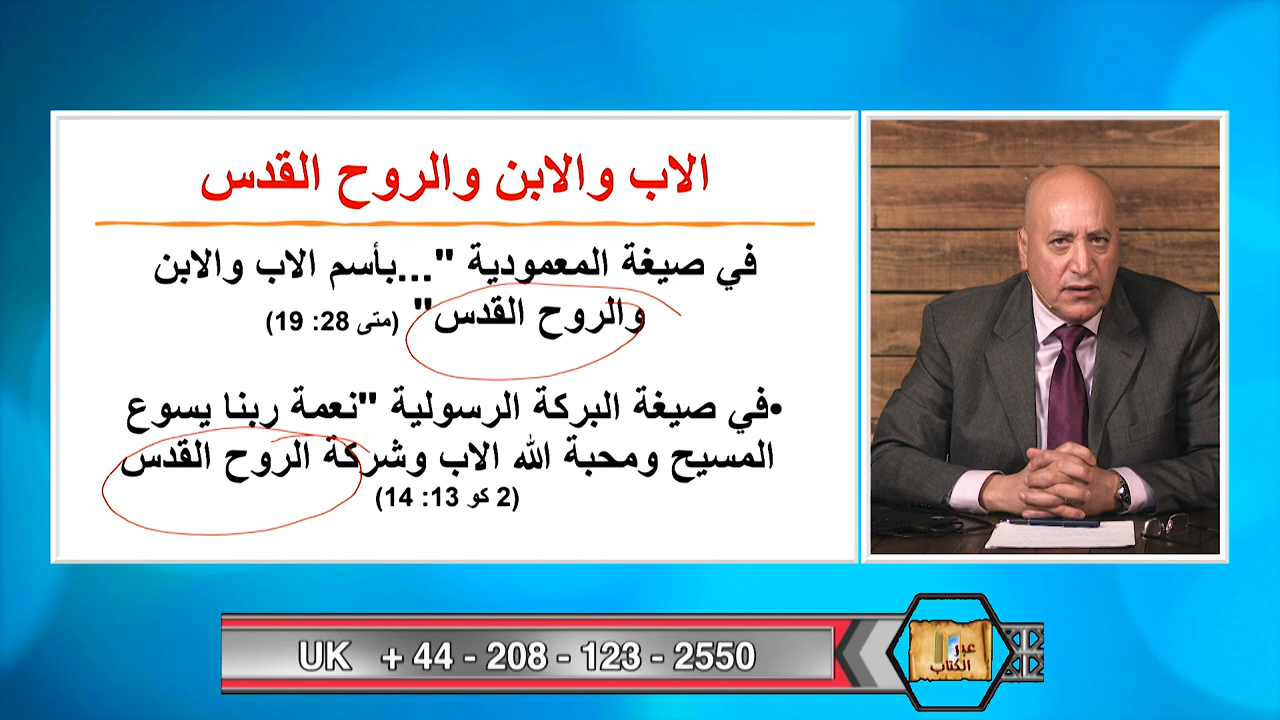 الاب والابن والروح القدس
في صيغة المعمودية "...بأسم الاب والابن
والروح القدس" (متى 28: 19)
•في صيغة البركة الرسولية "نعمة ربنا يسوع
المسيح ومحبة الله الاب وشركة الروح القدس
(2 كو 13: 14)
UK + 44 - 208 - 123 - 2550
عبر
الكتاب